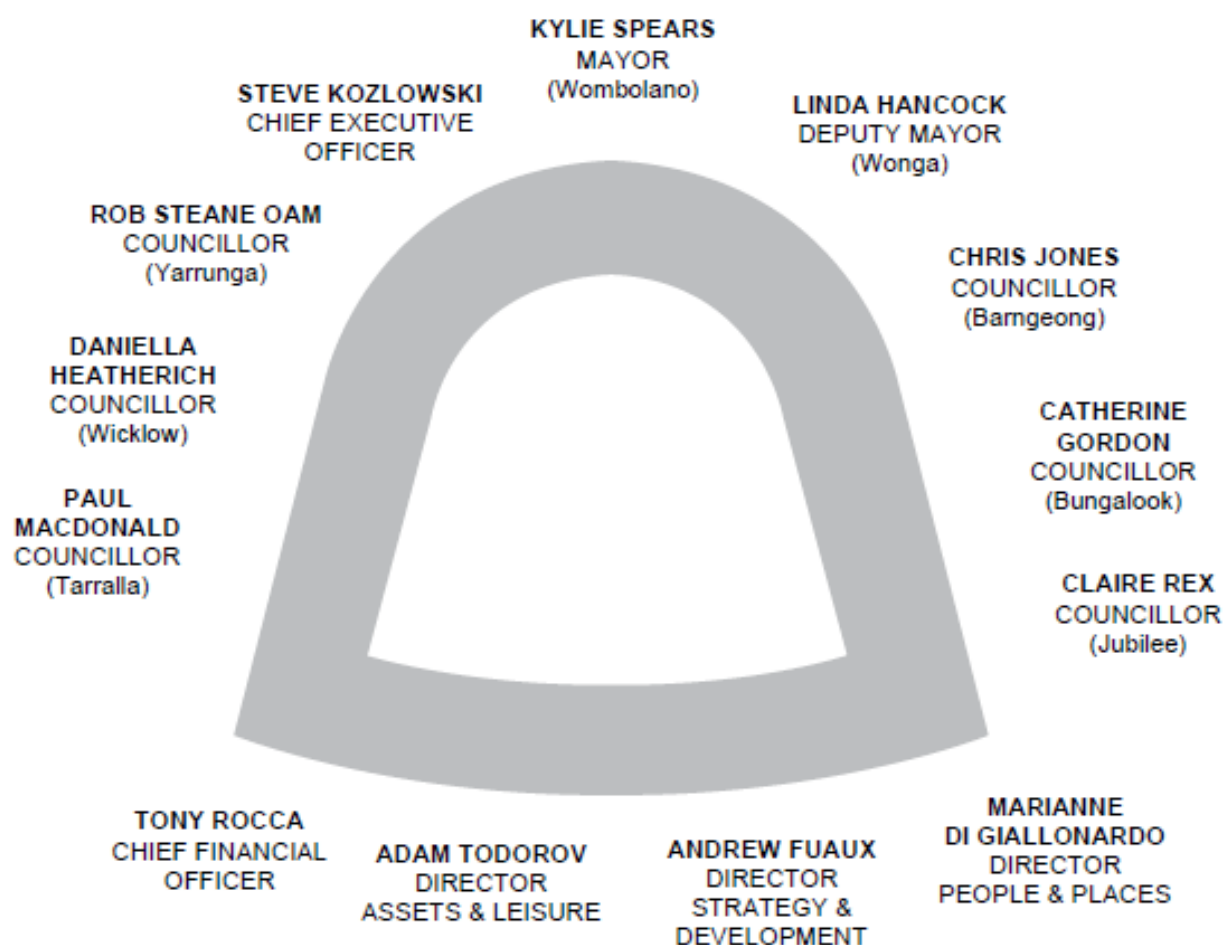 KYLIE SPEARS
MAYOR
(Wombolano)
STEVE KOZLOWSKI
CHIEF EXECUTIVE
OFFICER
LINDA HANCOCK
DEPUTY MAYOR
(Wonga)
ROB STEANE OAM
COUNCILLOR
(Yarrunga)
CHRIS JONES
COUNCILLOR
(Barngeong)
DANIELLA
HEATHERICH
COUNCILLOR
(Wicklow)
CATHERINE
GORDON
COUNCILLOR
(Bungalook)
PAUL
MACDONALD
COUNCILLOR
(Tarralla)
CLAIRE REX
COUNCILLOR
(Jubilee)
TONY ROCCA
CHIEF FINANCIAL
OFFICER
ADAM TODOROV
DIRECTOR
ASSETS & LEISURE
ANDREW FUAUX
DIRECTOR
STRATEGY &
DEVELOPMENT
MARIANNE
DI GIALLONARDO
DIRECTOR
PEOPLE & PLACES